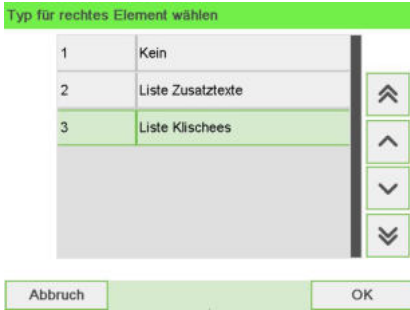 Typ für rechtes Element wählen
1 Kein
2 Liste Zusatztexte
3 Liste Klischees
Abbruch OK